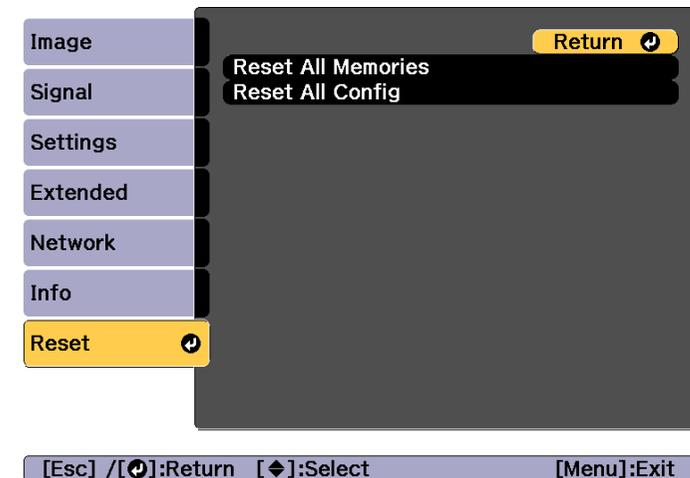 Image
Signal
Settings
Extended
Network
Info
Reset
Return
Reset All Memories
Reset All Config
[Esc] /[⏎]:Return [◆]:Select [Menu]:Exit